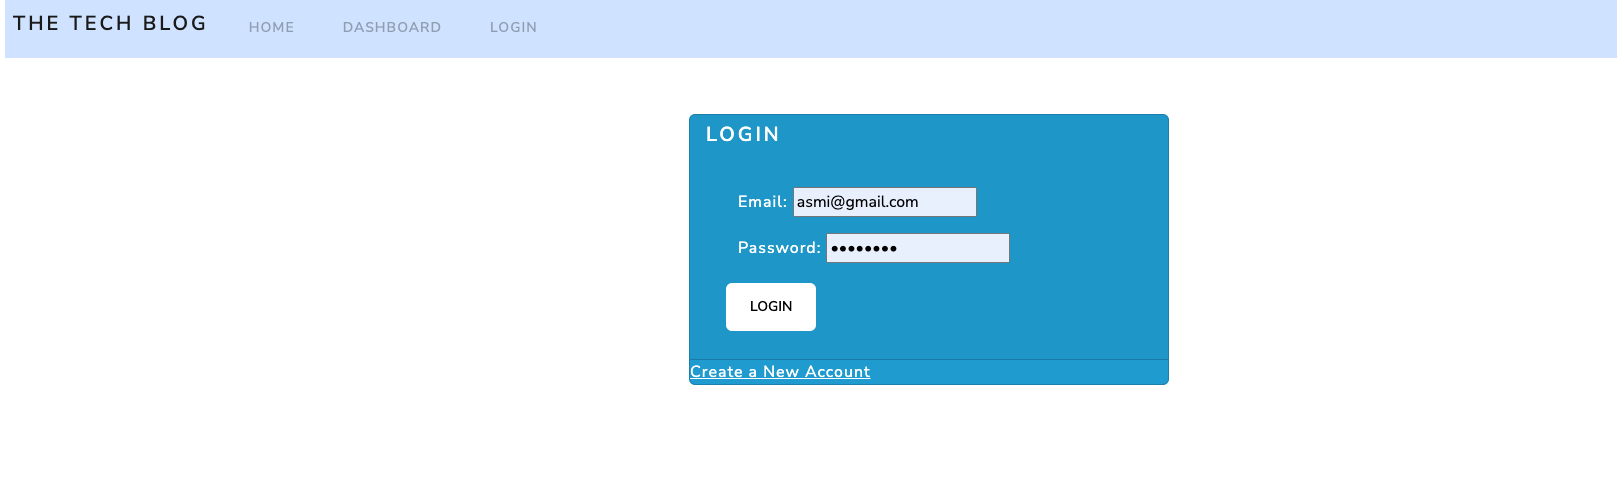 THE TECH BLOG HOME DASHBOARD LOGIN
LOGIN
Email: asmi@gmail.com
Password: ••••••••
LOGIN
Create a New Account